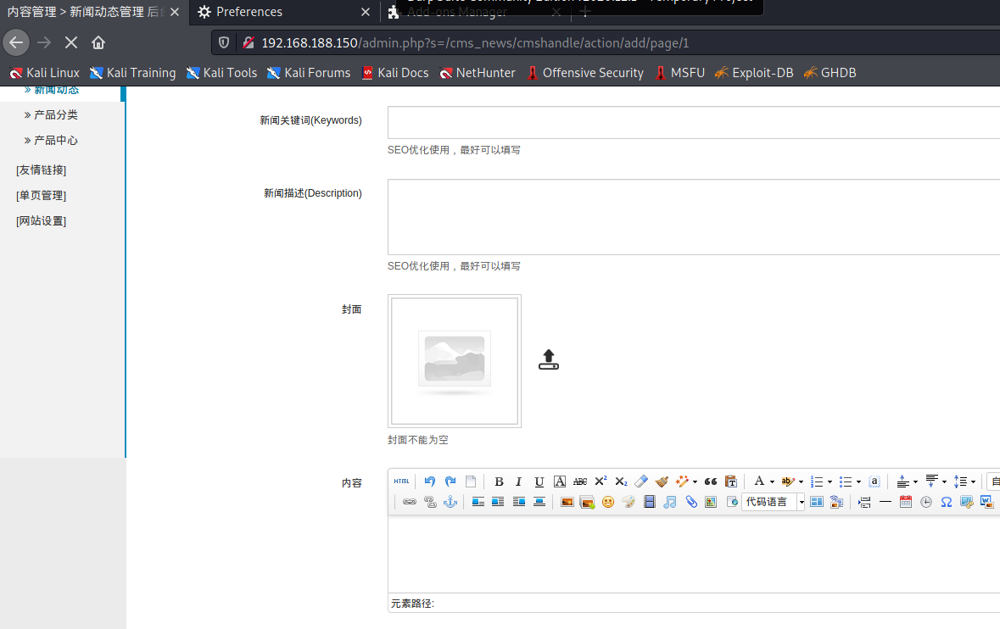 内容管理 > 新闻动态管理 后台
Preferences
Add-ons Manager
192.168.188.150/admin.php?s=/cms_news/cmshandle/action/add/page/1
Kali Linux
Kali Training
Kali Tools
Kali Forums
Kali Docs
NetHunter
Offensive Security
MSFU
Exploit-DB
GHDB
» 新闻动态
» 产品分类
» 产品中心
[友情链接]
[单页管理]
[网站设置]
新闻关键词(Keywords)
SEO优化使用，最好可以填写
新闻描述(Description)
SEO优化使用，最好可以填写
封面
封面不能为空
内容
HTML
B I U A ABC X² X₂
A ab a
自
代码语言
Ω W
元素路径: